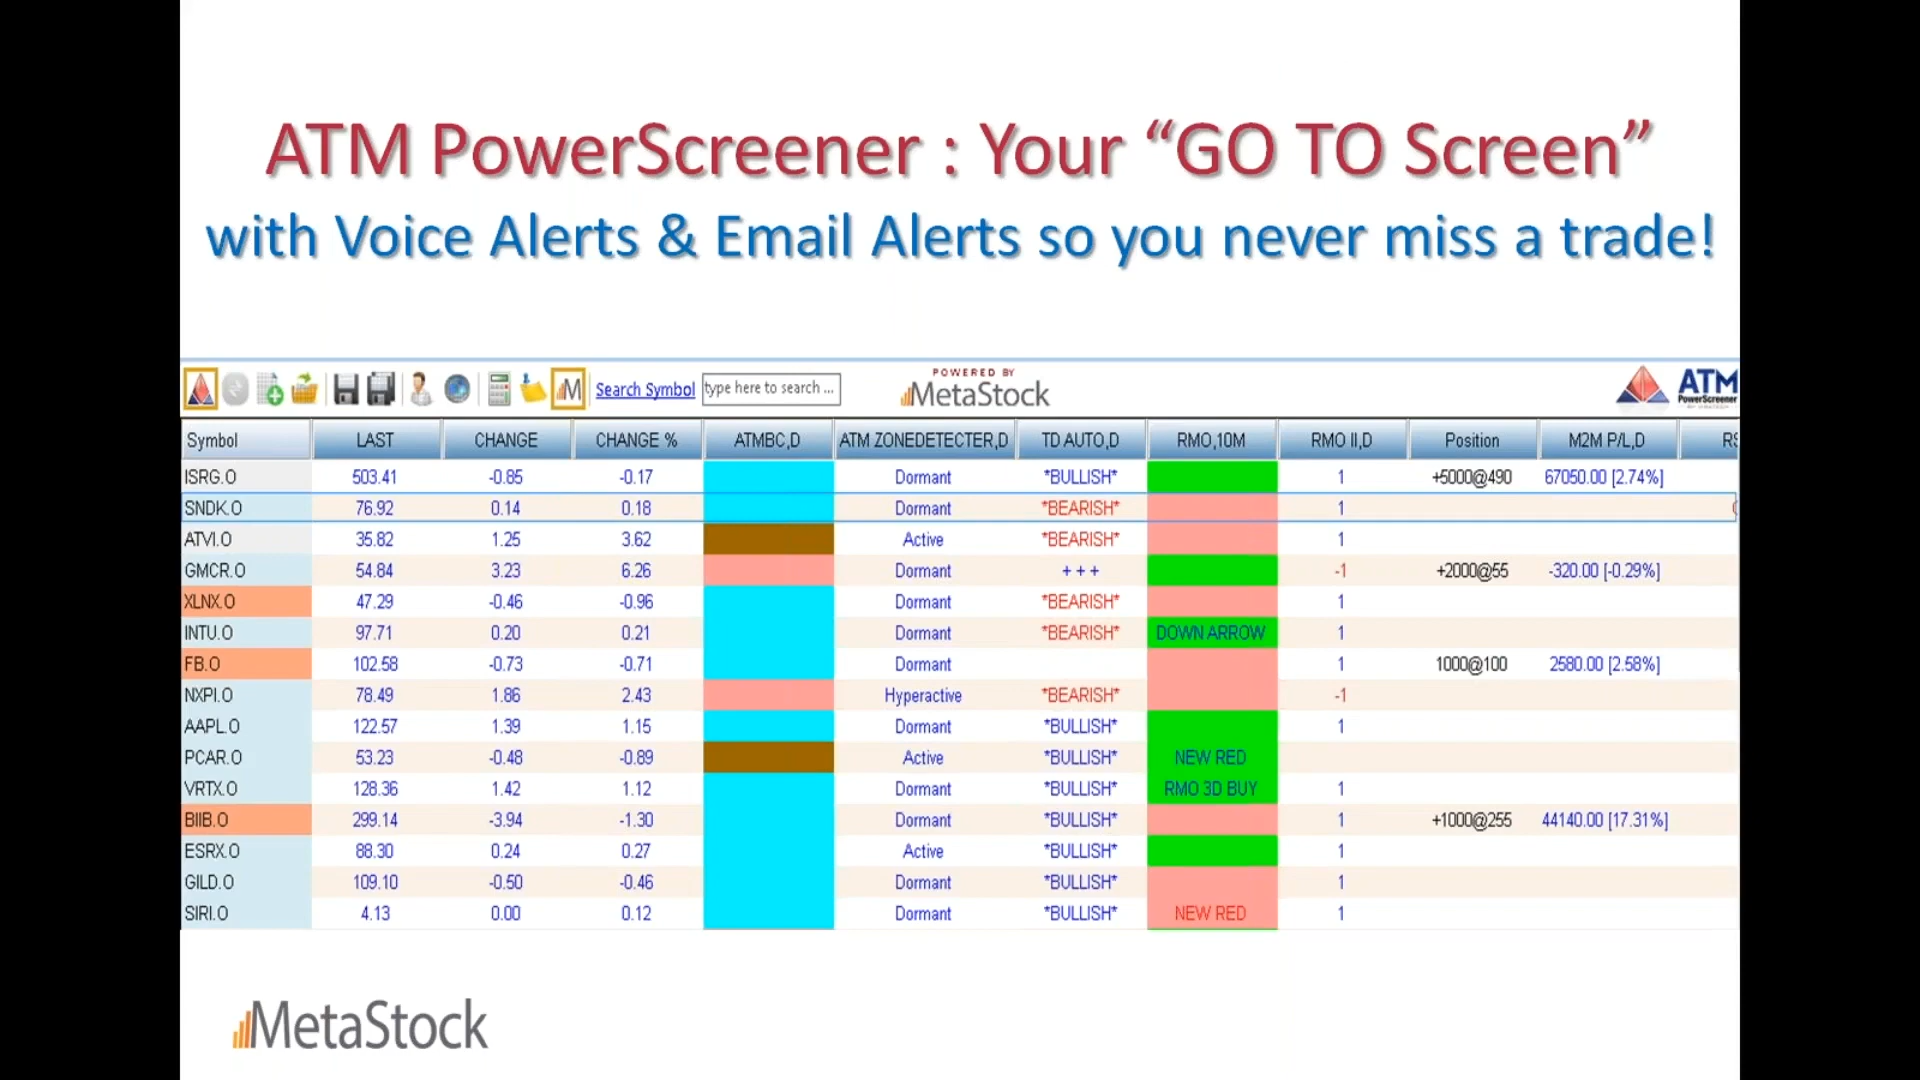 ATM PowerScreener : Your “GO TO Screen”
with Voice Alerts & Email Alerts so you never miss a trade!
Search Symbol type here to search ... POWERED BY MetaStock ATM PowerScreener
Symbol LAST CHANGE CHANGE % ATMBC,D ATM ZONEDETECTER,D TD AUTO,D RMO,10M RMO II,D Position M2M P/L,D
ISRG.O 503.41 -0.85 -0.17 Dormant *BULLISH* 1 +5000@490 67050.00 [2.74%]
SNDK.O 76.92 0.14 0.18 Dormant *BEARISH* 1
ATVI.O 35.82 1.25 3.62 Active *BEARISH* 1
GMCR.O 54.84 3.23 6.26 Dormant + + + -1 +2000@55 -320.00 [-0.29%]
XLNX.O 47.29 -0.46 -0.96 Dormant *BEARISH* 1
INTU.O 97.71 0.20 0.21 Dormant *BEARISH* DOWN ARROW 1
FB.O 102.58 -0.73 -0.71 Dormant 1 1000@100 2580.00 [2.58%]
NXPI.O 78.49 1.86 2.43 Hyperactive *BEARISH* -1
AAPL.O 122.57 1.39 1.15 Dormant *BULLISH* 1
PCAR.O 53.23 -0.48 -0.89 Active *BULLISH* NEW RED
VRTX.O 128.36 1.42 1.12 Dormant *BULLISH* RMO 3D BUY 1
BIIB.O 299.14 -3.94 -1.30 Dormant *BULLISH* 1 +1000@255 44140.00 [17.31%]
ESRX.O 88.30 0.24 0.27 Active *BULLISH* 1
GILD.O 109.10 -0.50 -0.46 Dormant *BULLISH* 1
SIRI.O 4.13 0.00 0.12 Dormant *BULLISH* NEW RED 1
MetaStock